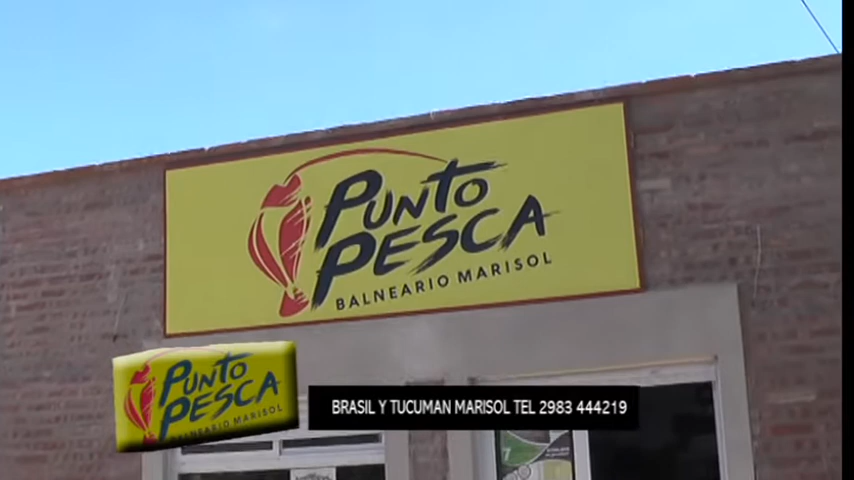 PUNTO
PESCA
BALNEARIO MARISOL
PUNTO
PESCA
BALNEARIO MARISOL
BRASIL Y TUCUMAN MARISOL TEL 2983 444219